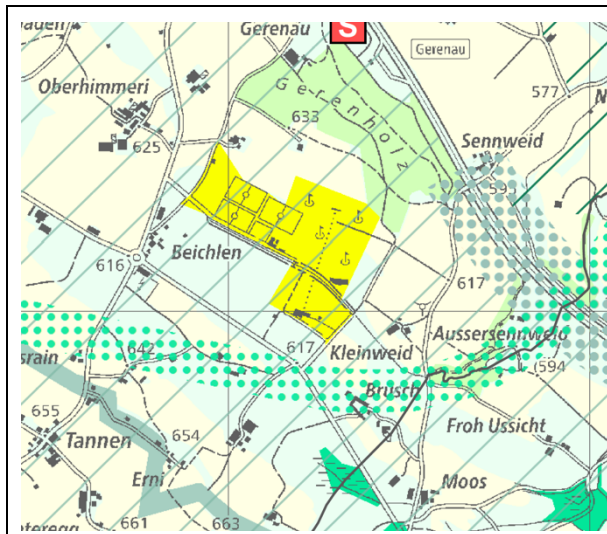 S
Gerenau
Gerenau
Oberhimmeri
577
633
Gerenholz
625
Sennweid
595
Beichlen
616
617
Aussersennweid
642
617
Kleinweid
(594
Brusch
655
654
Froh Ussicht
Tannen
Erni
Moos
661
663